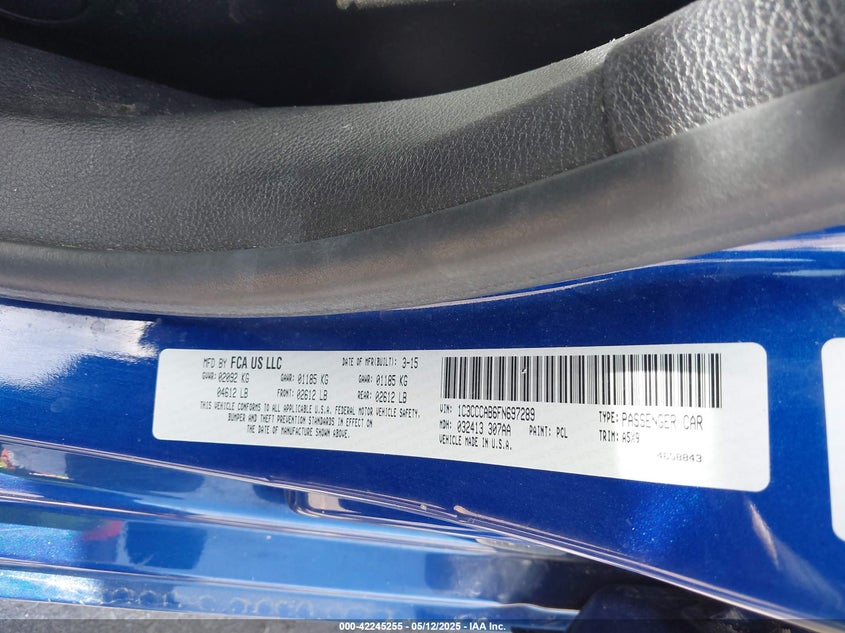 MFD BY FCA US LLC DATE OF MFR(BUILT): 3-15
GVWR: 02092 KG GAWR: 01185 KG GAWR: 01185 KG
04612 LB FRONT: 02612 LB REAR: 02612 LB
THIS VEHICLE CONFORMS TO ALL APPLICABLE U.S.A. FEDERAL MOTOR VEHICLE SAFETY,
BUMPER AND THEFT PREVENTION STANDARDS IN EFFECT ON
THE DATE OF MANUFACTURE SHOWN ABOVE.
VIN: 1C3CCCAB6FN697289 TYPE: PASSENGER CAR
MDH: 032413 307AA PAINT: PCL TRIM: ASX9
VEHICLE MADE IN U.S.A. 4658843
000-42245255 - 05/12/2025 - IAA Inc.